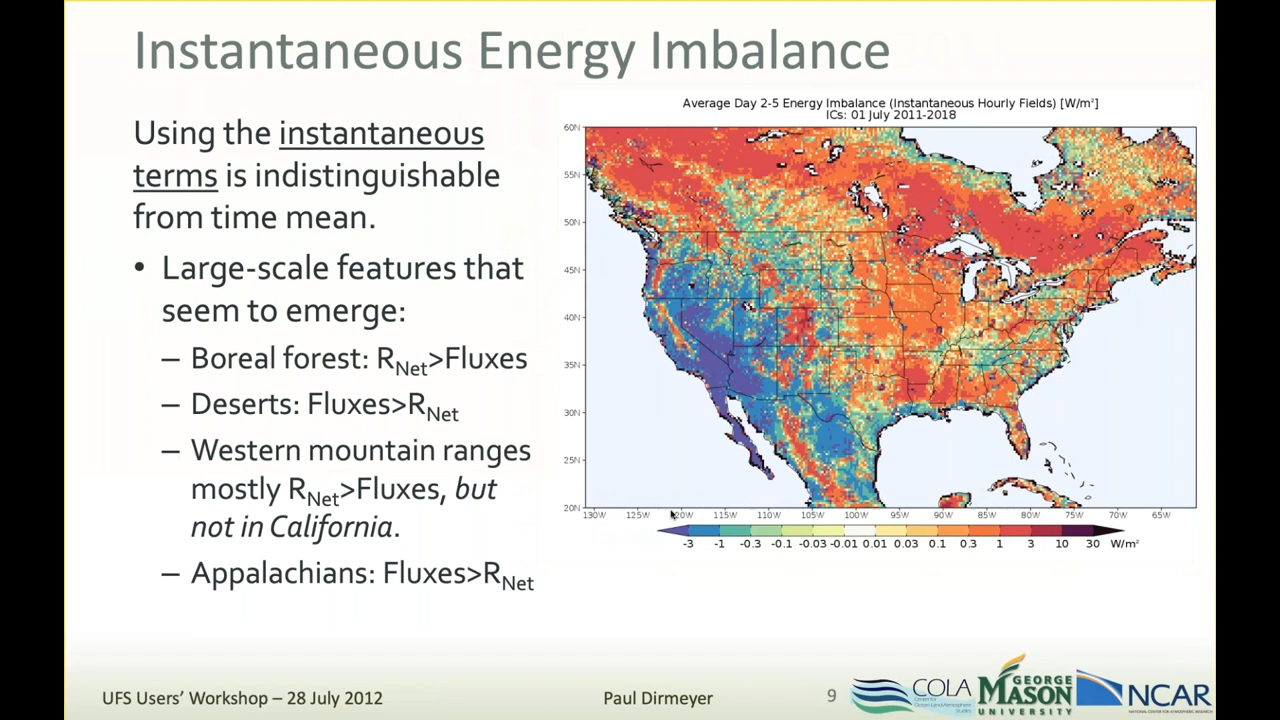 Instantaneous Energy Imbalance
Using the instantaneous
terms is indistinguishable
from time mean.
• Large-scale features that
seem to emerge:
– Boreal forest: RNet>Fluxes
– Deserts: Fluxes>RNet
– Western mountain ranges
mostly RNet>Fluxes, but
not in California.
– Appalachians: Fluxes>RNet
Average Day 2-5 Energy Imbalance (Instantaneous Hourly Fields) [W/m²]
ICs: 01 July 2011-2018
60N
55N
50N
45N
40N
35N
30N
25N
20N
130W 125W 120W 115W 110W 105W 100W 95W 90W 85W 80W 75W 70W 65W
-3 -1 -0.3 -0.1 -0.03 -0.01 0.01 0.03 0.1 0.3 1 3 10 30 W/m²
UFS Users' Workshop – 28 July 2012
Paul Dirmeyer
9
COLA
GEORGE
MASON
UNIVERSITY
NCAR